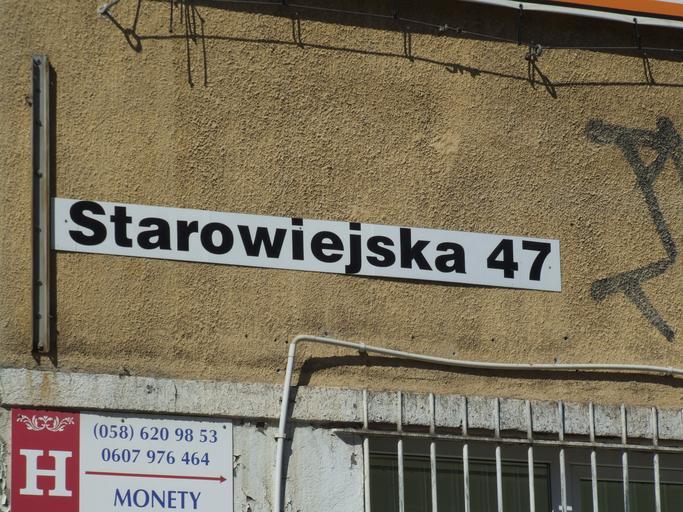 Starowiejska 47
H
(058) 620 98 53
0607 976 464
MONETY